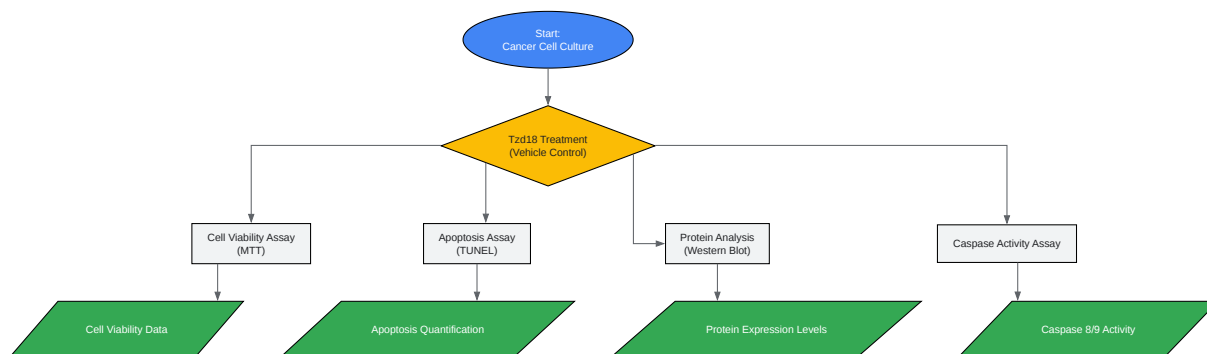 Start:
Cancer Cell Culture
Tzd18 Treatment
(Vehicle Control)
Cell Viability Assay
(MTT)
Apoptosis Assay
(TUNEL)
Protein Analysis
(Western Blot)
Caspase Activity Assay
Cell Viability Data
Apoptosis Quantification
Protein Expression Levels
Caspase 8/9 Activity